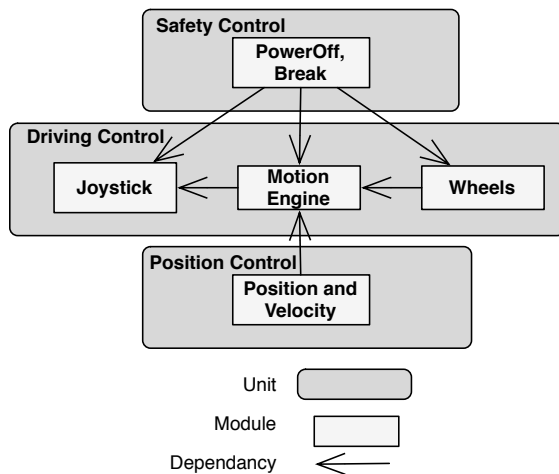 Safety Control
PowerOff,
Break
Driving Control
Joystick
Motion
Engine
Wheels
Position Control
Position and
Velocity
Unit
Module
Dependancy